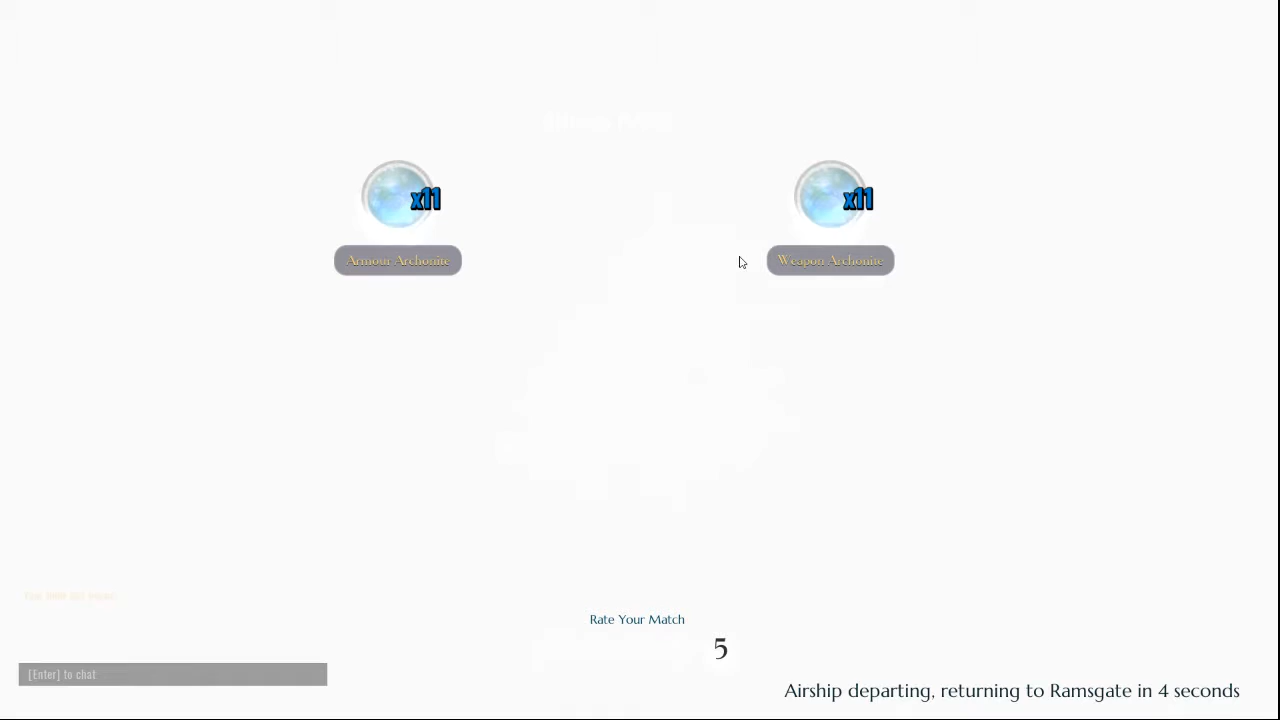 x11
x11
Armour Archonite
Weapon Archonite
Rate Your Match
5
[Enter] to chat
Airship departing, returning to Ramsgate in 4 seconds